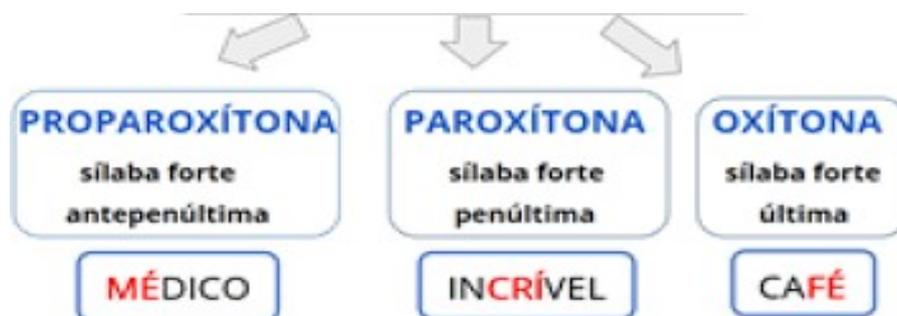 PROPAROXÍTONA
sílaba forte
antepenúltima
MÉDICO
PAROXÍTONA
sílaba forte
penúltima
INCRÍVEL
OXÍTONA
sílaba forte
última
CAFÉ